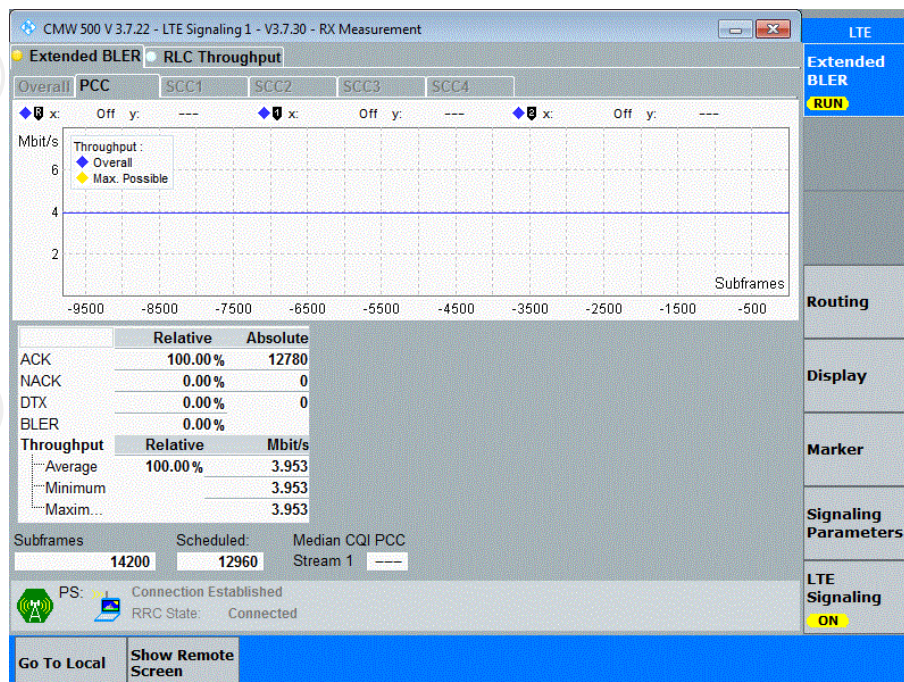 CMW 500 V 3.7.22 - LTE Signaling 1 - V3.7.30 - RX Measurement
Extended BLER RLC Throughput
Overall PCC SCC1 SCC2 SCC3 SCC4
R x: Off y: --- 1 x: Off y: --- 2 x: Off y: ---
Mbit/s
Throughput :
Overall
Max. Possible
6
4
2
Subframes
-9500 -8500 -7500 -6500 -5500 -4500 -3500 -2500 -1500 -500
Relative Absolute
ACK 100.00 % 12780
NACK 0.00 % 0
DTX 0.00 % 0
BLER 0.00 %
Throughput Relative Mbit/s
Average 100.00 % 3.953
Minimum 3.953
Maxim... 3.953
Subframes Scheduled: Median CQI PCC
14200 12960 Stream 1 ---
PS: Connection Established
RRC State: Connected
LTE
Extended
BLER
RUN
Routing
Display
Marker
Signaling
Parameters
LTE
Signaling
ON
Go To Local
Show Remote
Screen